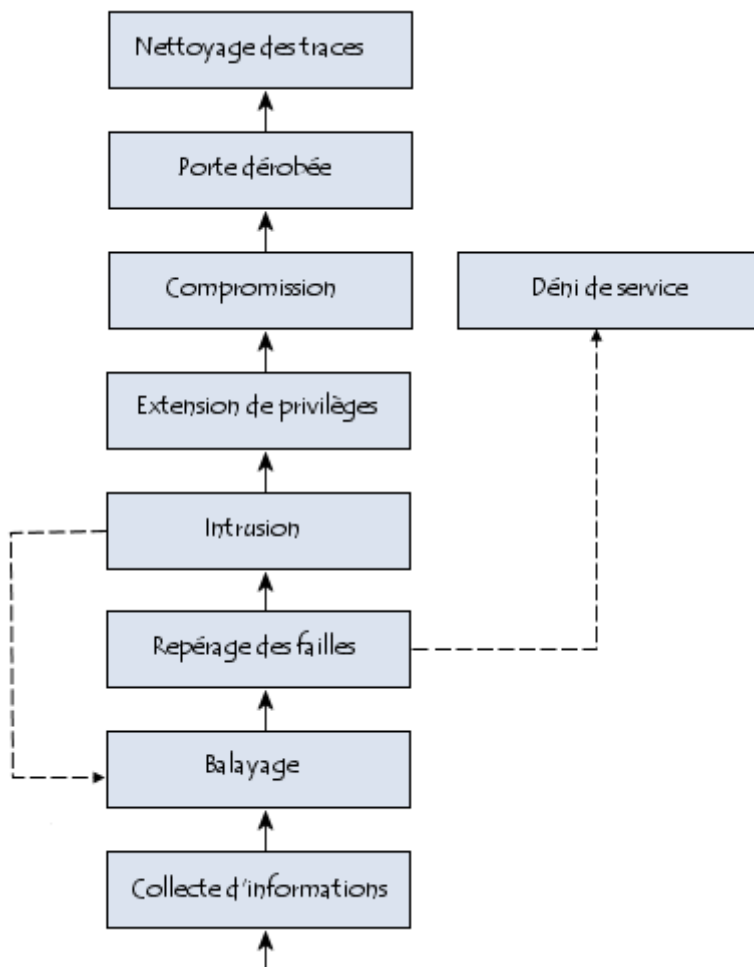 Nettoyage des traces
Porte dérobée
Compromission
Déni de service
Extension de privilèges
Intrusion
Repérage des failles
Balayage
Collecte d'informations